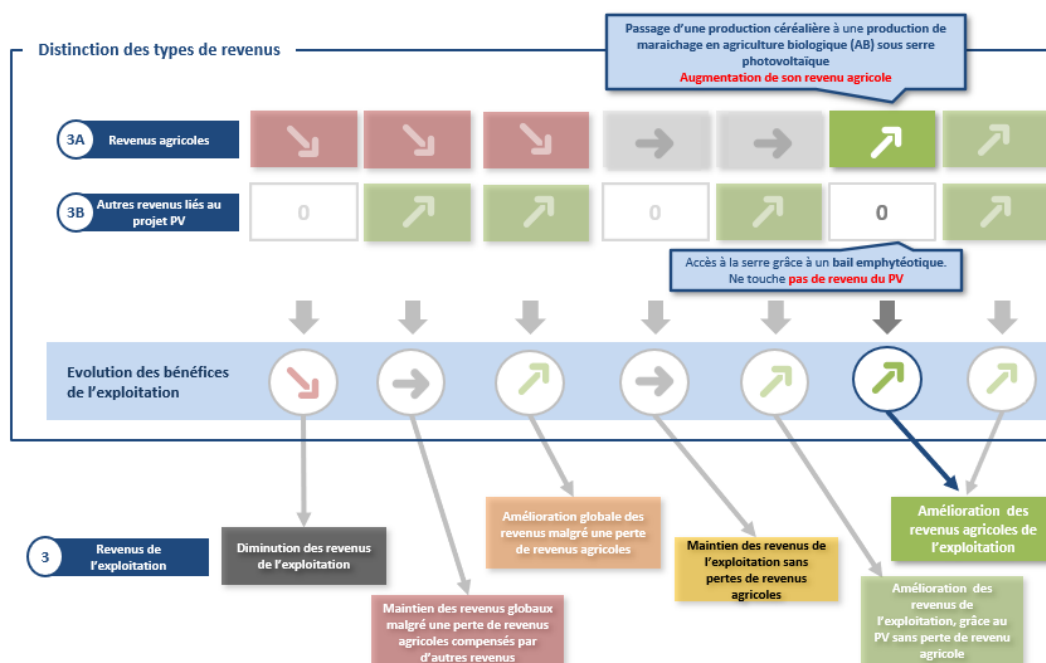 Distinction des types de revenus
Passage d'une production céréalière à une production de
maraichage en agriculture biologique (AB) sous serre
photovoltaïque
Augmentation de son revenu agricole
3A
Revenus agricoles
3B
Autres revenus liés au
projet PV
0
0
0
Accès à la serre grâce à un bail emphytéotique.
Ne touche pas de revenu du PV
Evolution des bénéfices
de l'exploitation
3
Revenus de
l'exploitation
Diminution des revenus
de l'exploitation
Maintien des revenus globaux
malgré une perte de revenus
agricoles compensés par
d'autres revenus
Amélioration globale des
revenus malgré une perte
de revenus agricoles
Maintien des revenus de
l'exploitation sans
pertes de revenus
agricoles
Amélioration des
revenus agricoles de
l'exploitation
Amélioration des
revenus de
l'exploitation, grâce au
PV sans perte de revenu
agricole